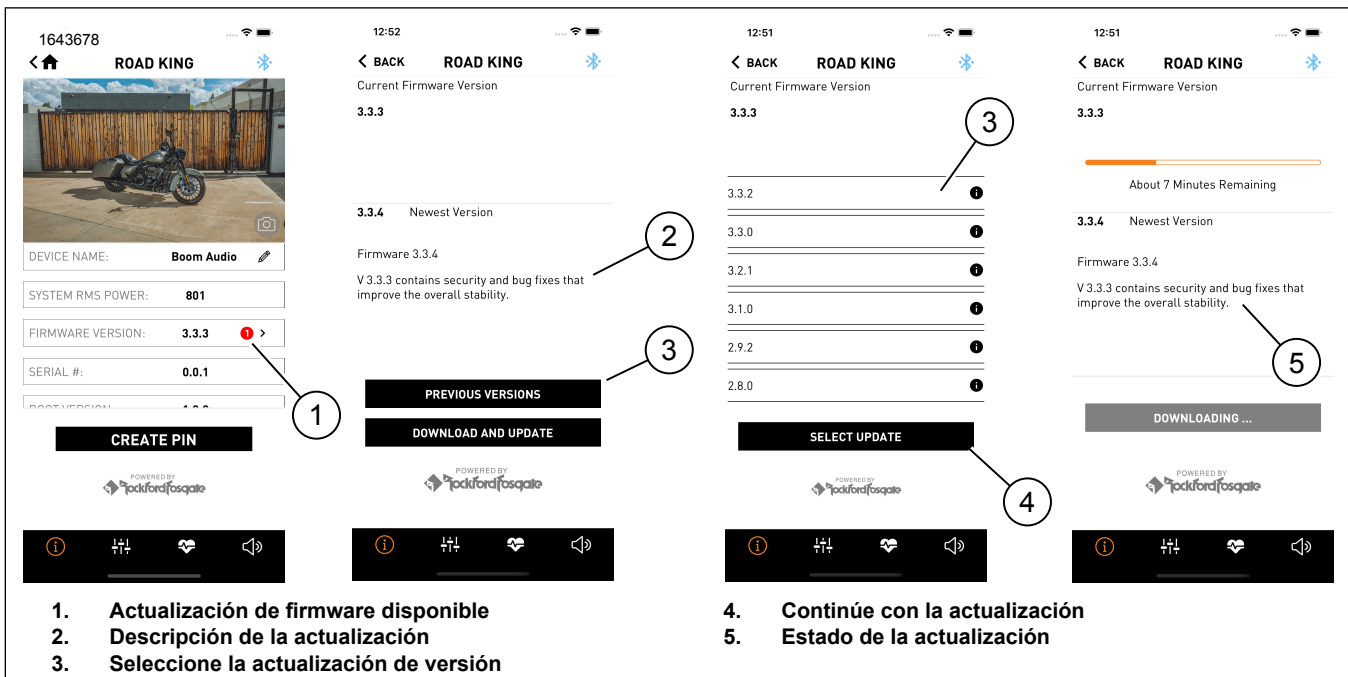 1643678
ROAD KING
DEVICE NAME: Boom Audio
SYSTEM RMS POWER: 801
FIRMWARE VERSION: 3.3.3 1
SERIAL #: 0.0.1
1
CREATE PIN
POWERED BY
Rockford Fosgate
12:52
BACK ROAD KING
Current Firmware Version
3.3.3
3.3.4 Newest Version
2
Firmware 3.3.4
V 3.3.3 contains security and bug fixes that
improve the overall stability.
3
PREVIOUS VERSIONS
DOWNLOAD AND UPDATE
POWERED BY
Rockford Fosgate
12:51
BACK ROAD KING
Current Firmware Version
3.3.3
3
3.3.2
3.3.0
3.2.1
3.1.0
2.9.2
2.8.0
SELECT UPDATE
4
POWERED BY
Rockford Fosgate
12:51
BACK ROAD KING
Current Firmware Version
3.3.3
About 7 Minutes Remaining
3.3.4 Newest Version
Firmware 3.3.4
V 3.3.3 contains security and bug fixes that
improve the overall stability.
5
DOWNLOADING ...
POWERED BY
Rockford Fosgate
1. Actualización de firmware disponible
2. Descripción de la actualización
3. Seleccione la actualización de versión
4. Continúe con la actualización
5. Estado de la actualización